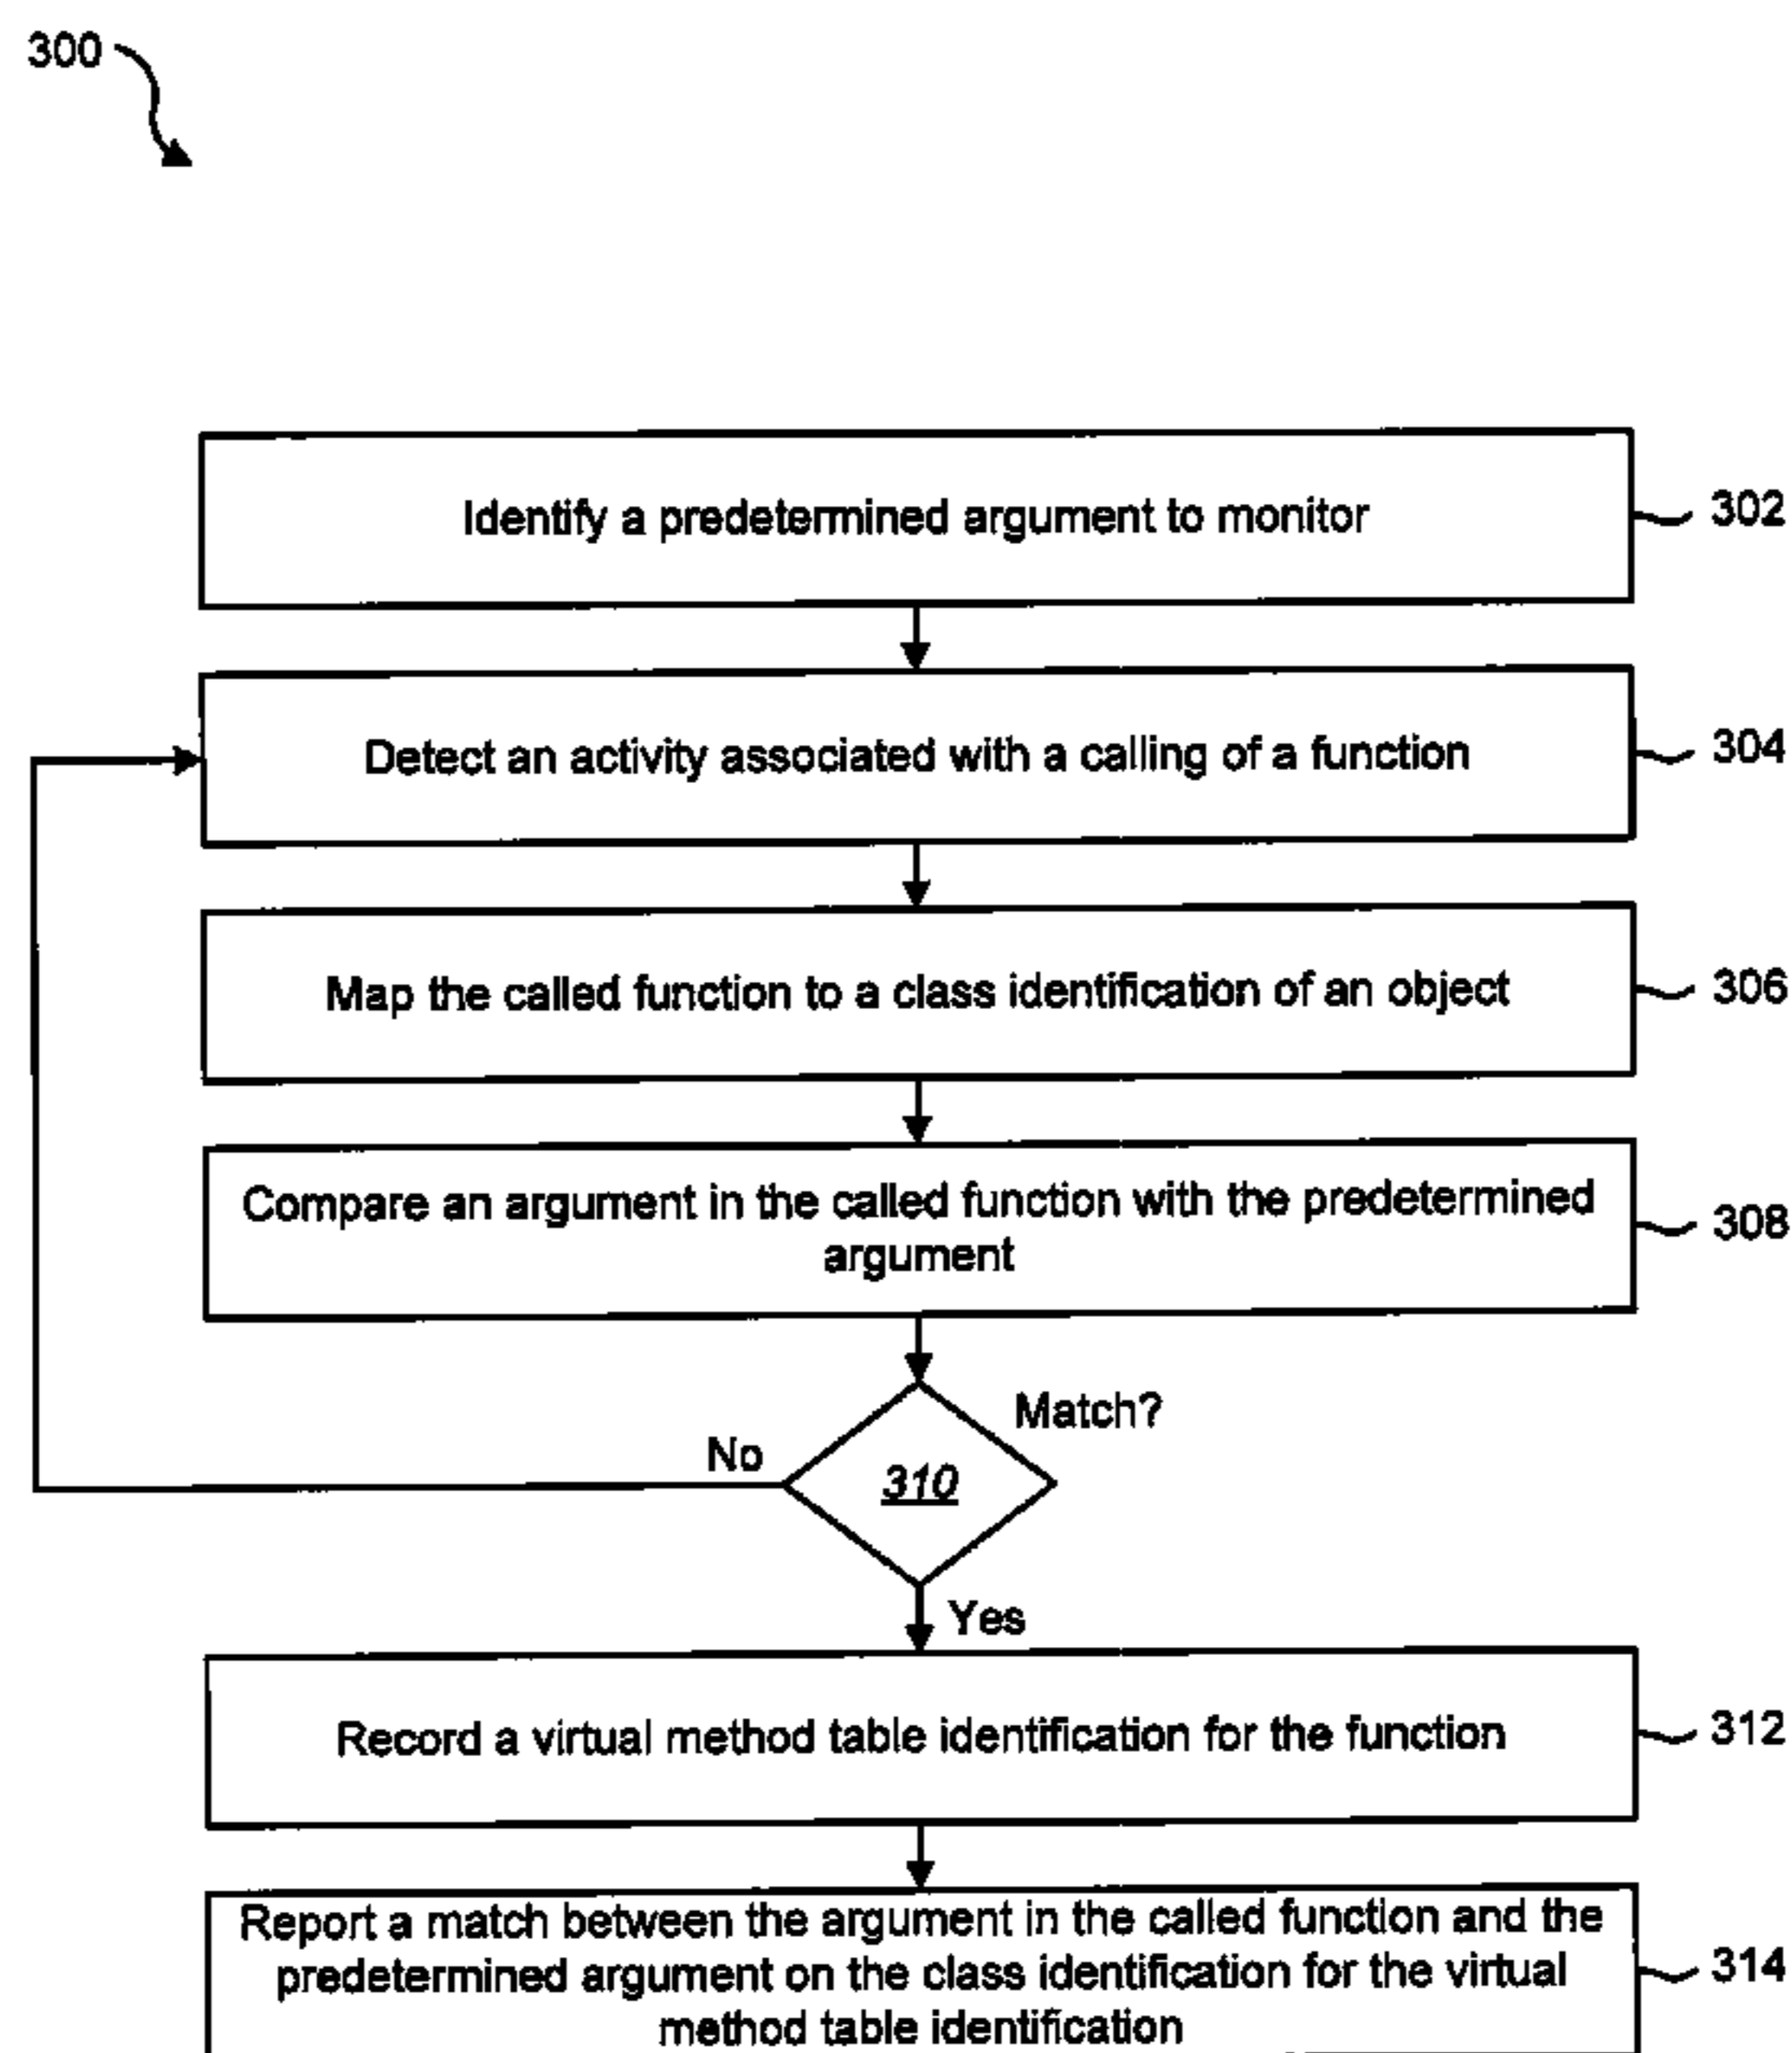 300
Identify a predetermined argument to monitor
302
Detect an activity associated with a calling of a function
304
Map the called function to a class identification of an object
306
Compare an argument in the called function with the predetermined
argument
308
Match?
No
310
Yes
Record a virtual method table identification for the function
312
Report a match between the argument in the called function and the
predetermined argument on the class identification for the virtual
method table identification
314